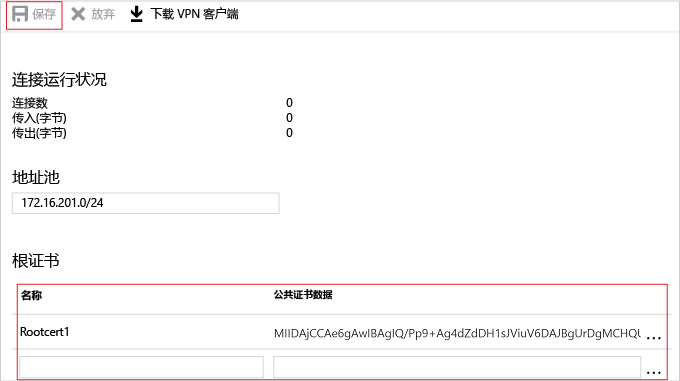 保存 放弃 下载 VPN 客户端
连接运行状况
连接数 0
传入(字节) 0
传出(字节) 0
地址池
172.16.201.0/24
根证书
名称 公共证书数据
Rootcert1 MIIDAjCCAe6gAwIBAgIQ/Pp9+Ag4dZdDH1sJViuV6DAJBgUrDgMCHQU ...
...